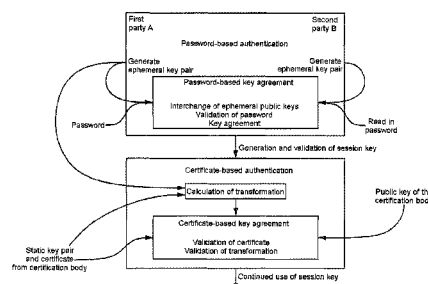 First party A
Second party B
Password-based authentication
Generate ephemeral key pair
Generate ephemeral key pair
Password-based key agreement
Interchange of ephemeral public keys
Validation of password
Key agreement
Password
Read in password
Generation and validation of session key
Certificate-based authentication
Calculation of transformation
Public key of th
certification bod
Certificate-based key agreement
Validation of certificate
Validation of transformation
Static key pair
and certificate
from certification body
Continued use of session key